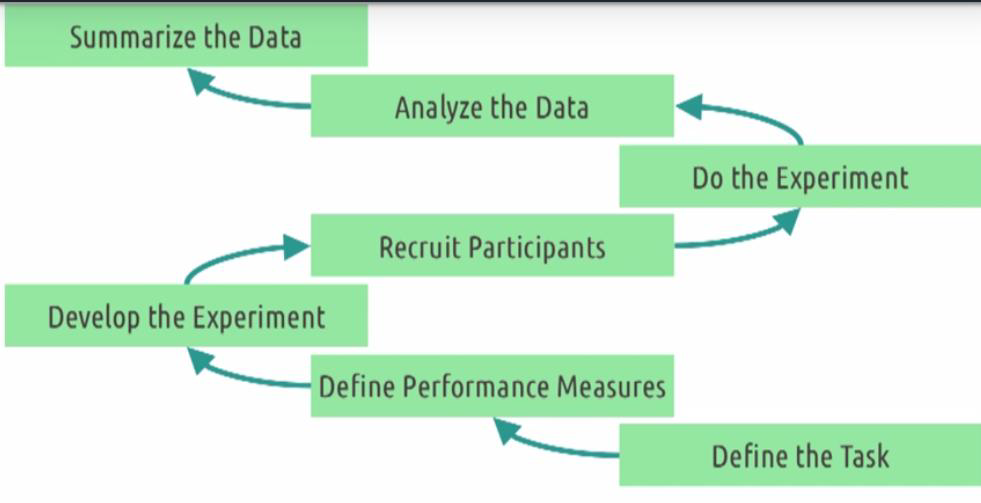 Summarize the Data
Analyze the Data
Do the Experiment
Recruit Participants
Develop the Experiment
Define Performance Measures
Define the Task